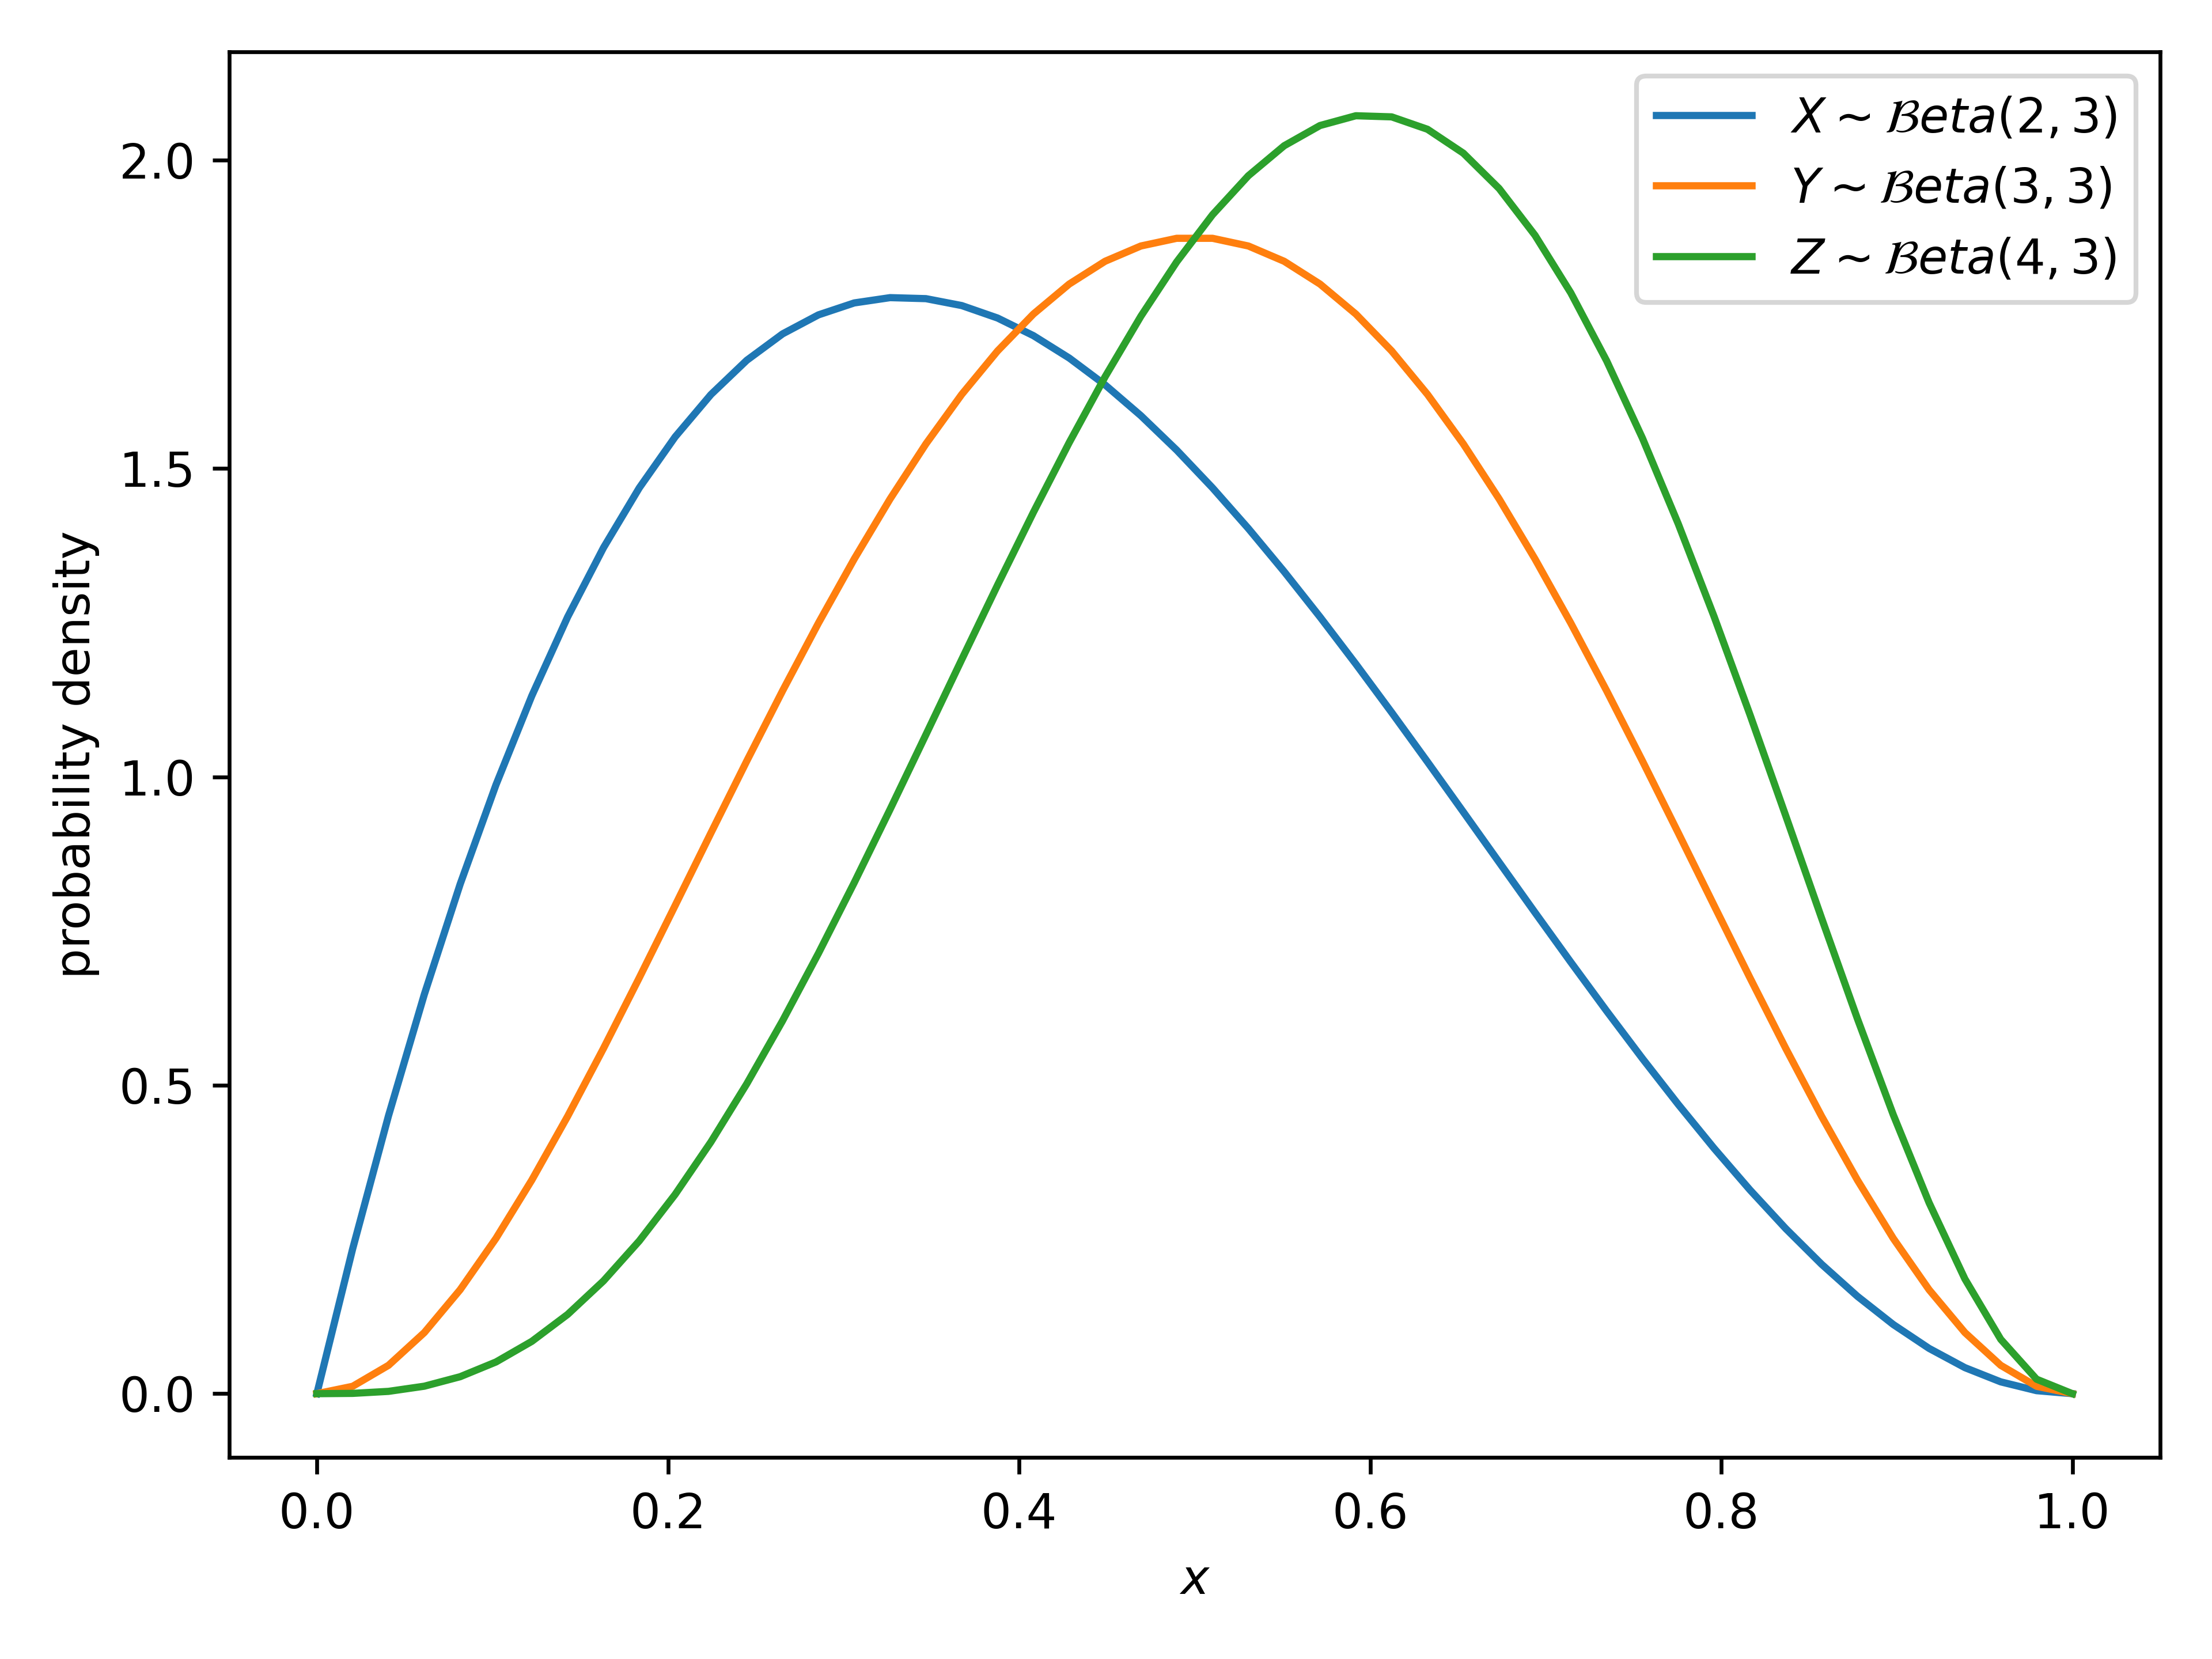 X ~ ℬeta(2, 3)
Y ~ ℬeta(3, 3)
Z ~ ℬeta(4, 3)
probability density
2.0
1.5
1.0
0.5
0.0
0.0 0.2 0.4 0.6 0.8 1.0
x